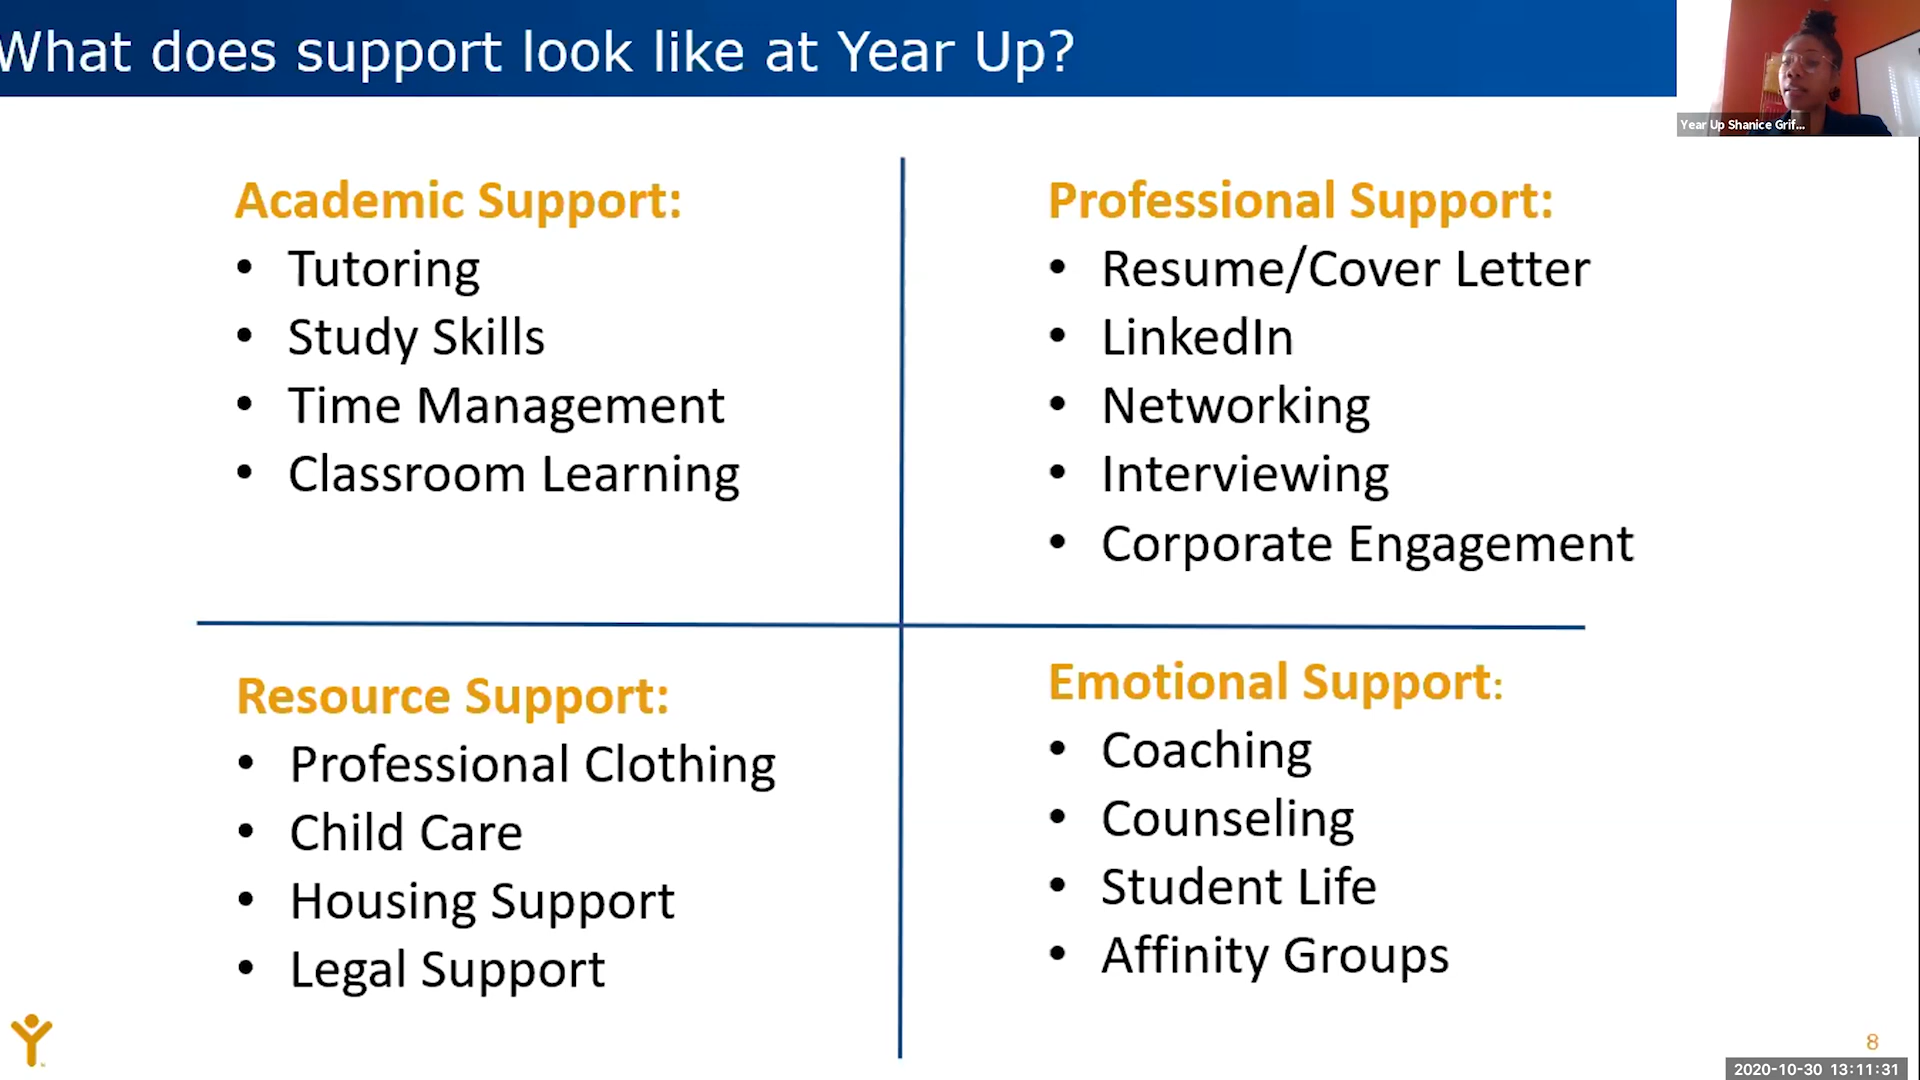 What does support look like at Year Up?
Year Up Shanice Grif...
Academic Support:
• Tutoring
• Study Skills
• Time Management
• Classroom Learning
Professional Support:
• Resume/Cover Letter
• LinkedIn
• Networking
• Interviewing
• Corporate Engagement
Resource Support:
• Professional Clothing
• Child Care
• Housing Support
• Legal Support
Emotional Support:
• Coaching
• Counseling
• Student Life
• Affinity Groups
8
2020-10-30 13:11:31